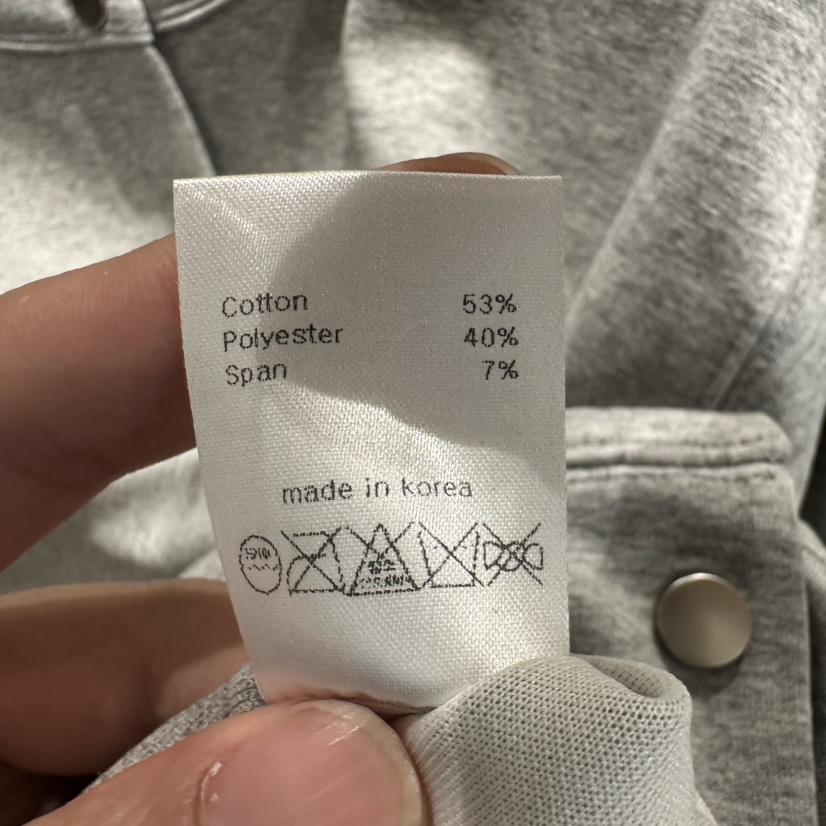 Cotton 53%
Polyester 40%
Span 7%
made in korea